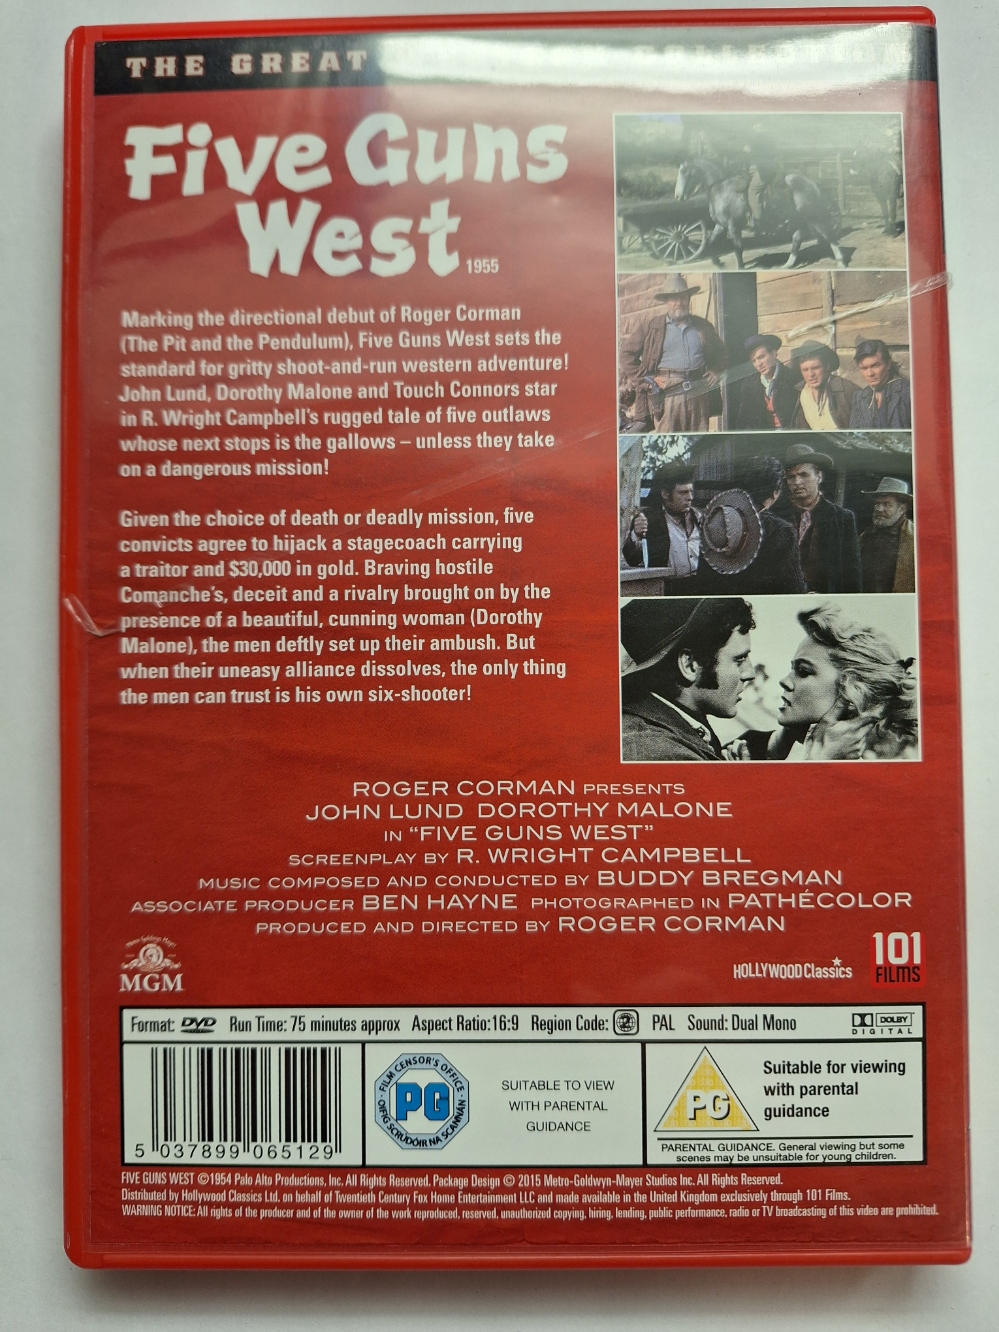 THE GREAT
COLLECTION
Five Guns
West 1955
Marking the directional debut of Roger Corman
(The Pit and the Pendulum), Five Guns West sets the
standard for gritty shoot-and-run western adventure!
John Lund, Dorothy Malone and Touch Connors star
in R. Wright Campbell's rugged tale of five outlaws
whose next stops is the gallows – unless they take
on a dangerous mission!
Given the choice of death or deadly mission, five
convicts agree to hijack a stagecoach carrying
a traitor and $30,000 in gold. Braving hostile
Comanche's, deceit and a rivalry brought on by the
presence of a beautiful, cunning woman (Dorothy
Malone), the men deftly set up their ambush. But
when their uneasy alliance dissolves, the only thing
the men can trust is his own six-shooter!
ROGER CORMAN PRESENTS
JOHN LUND DOROTHY MALONE
IN "FIVE GUNS WEST"
SCREENPLAY BY R. WRIGHT CAMPBELL
MUSIC COMPOSED AND CONDUCTED BY BUDDY BREGMAN
ASSOCIATE PRODUCER BEN HAYNE PHOTOGRAPHED IN PATHÉCOLOR
PRODUCED AND DIRECTED BY ROGER CORMAN
MGM
HOLLYWOOD Classics
101
FILMS
Format: DVD Run Time: 75 minutes approx Aspect Ratio:16:9 Region Code: 2 PAL Sound: Dual Mono DOLBY
DIGITAL
5 037899 065129
FILM CENSOR'S OFFICE
PG
OIFIG SCRÚDÓIR NA SCANNÁN
SUITABLE TO VIEW
WITH PARENTAL
GUIDANCE
PG
Suitable for viewing
with parental
guidance
PARENTAL GUIDANCE. General viewing but some
scenes may be unsuitable for young children.
FIVE GUNS WEST ©1954 Palo Alto Productions, Inc. All Rights Reserved. Package Design © 2015 Metro-Goldwyn-Mayer Studios Inc. All Rights Reserved.
Distributed by Hollywood Classics Ltd. on behalf of Twentieth Century Fox Home Entertainment LLC and made available in the United Kingdom exclusively through 101 Films.
WARNING NOTICE: All rights of the producer and of the owner of the work reproduced, reserved, unauthorized copying, hiring, lending, public performance, radio or TV broadcasting of this video are prohibited.